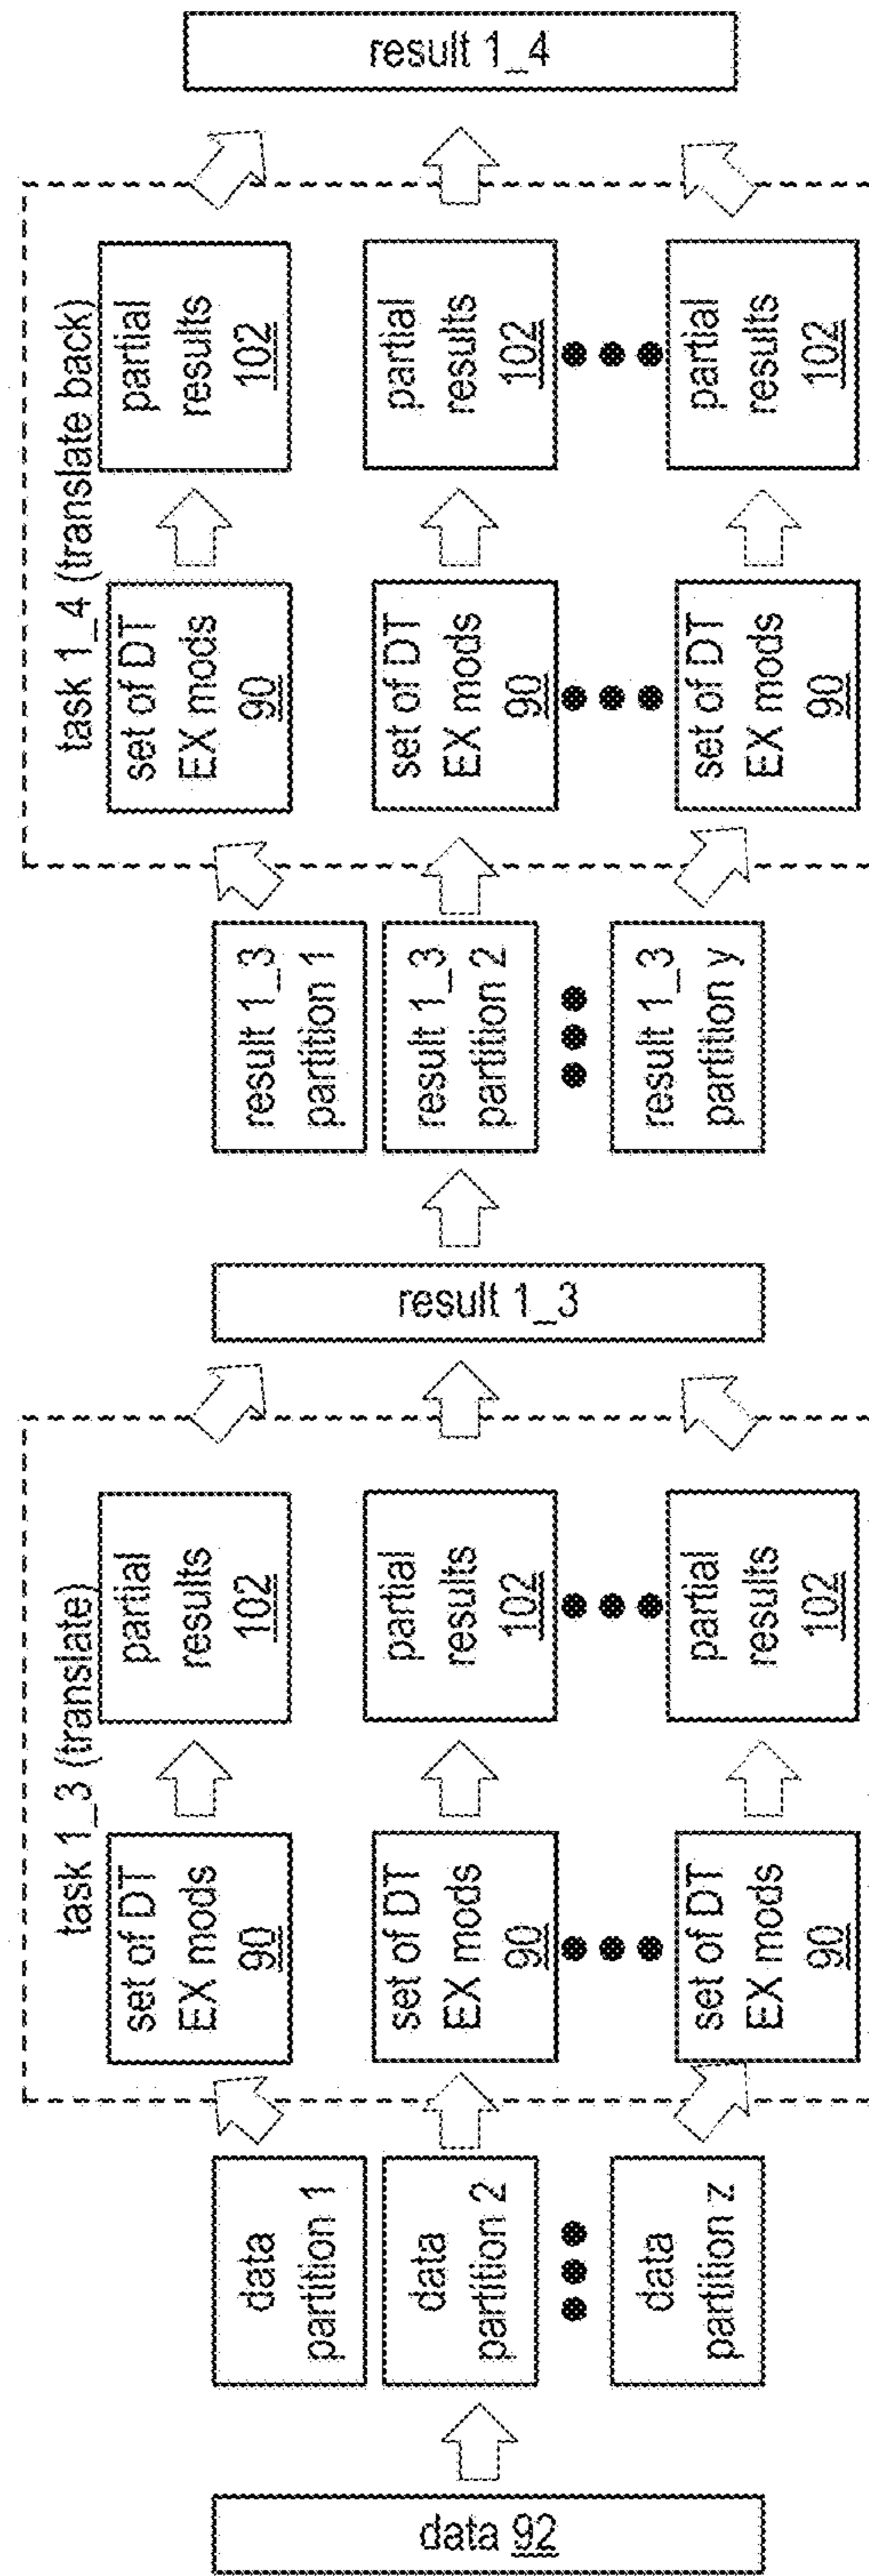 data 92
data
partition 1
data
partition 2
data
partition z
task 1_3 (translate)
set of DT
EX mods
90
partial
results
102
set of DT
EX mods
90
partial
results
102
set of DT
EX mods
90
partial
results
102
result 1_3
result 1_3
partition 1
result 1_3
partition 2
result 1_3
partition y
task 1_4 (translate back)
set of DT
EX mods
90
partial
results
102
set of DT
EX mods
90
partial
results
102
set of DT
EX mods
90
partial
results
102
result 1_4